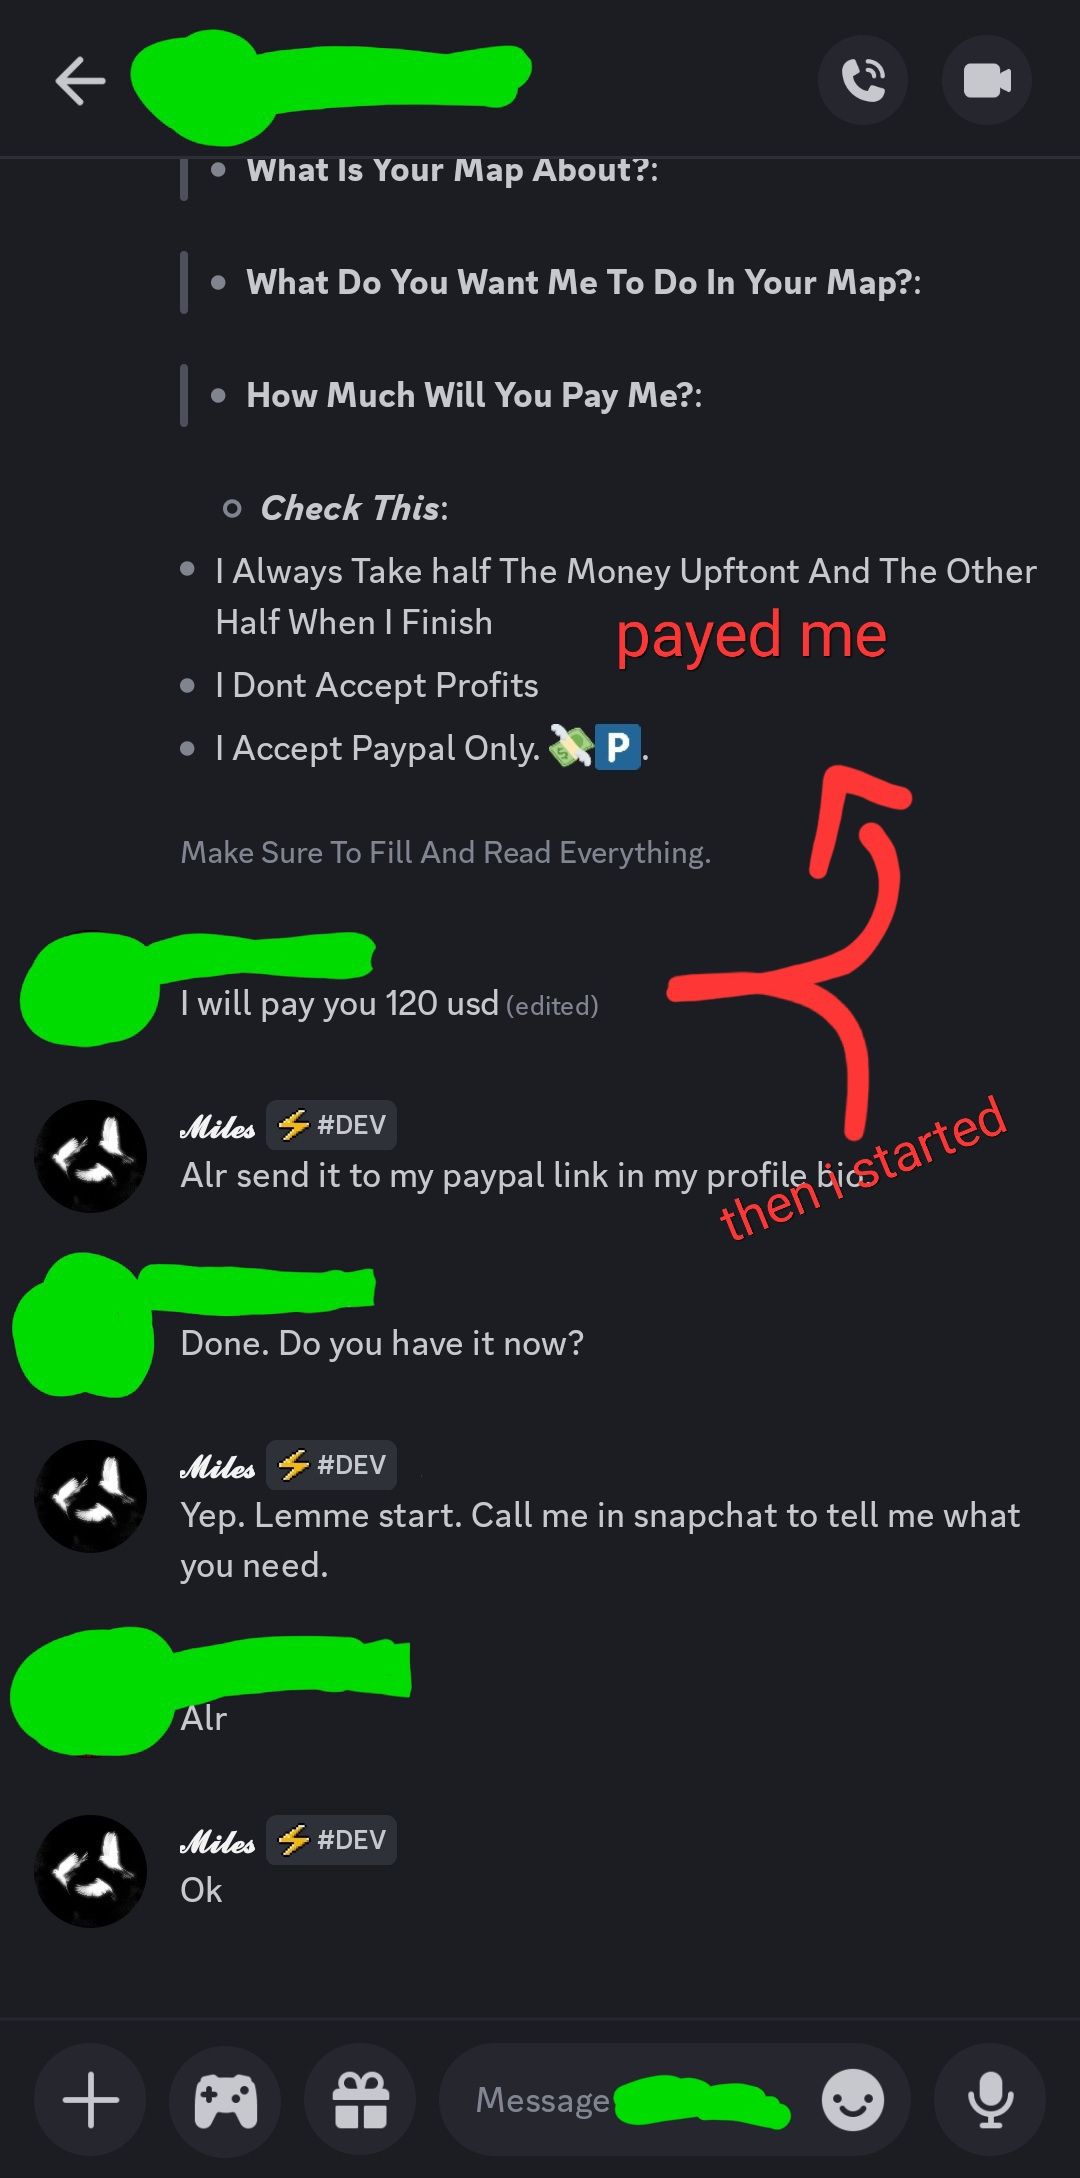 What Is Your Map About?:
What Do You Want Me To Do In Your Map?:
How Much Will You Pay Me?:
Check This:
I Always Take half The Money Upftont And The Other
Half When I Finish
payed me
I Dont Accept Profits
I Accept Paypal Only. 💸🅿️.
Make Sure To Fill And Read Everything.
I will pay you 120 usd (edited)
Miles ⚡ #DEV
Alr send it to my paypal link in my profile bio.
then i started
Done. Do you have it now?
Miles ⚡ #DEV
Yep. Lemme start. Call me in snapchat to tell me what
you need.
Alr
Miles ⚡ #DEV
Ok
Message